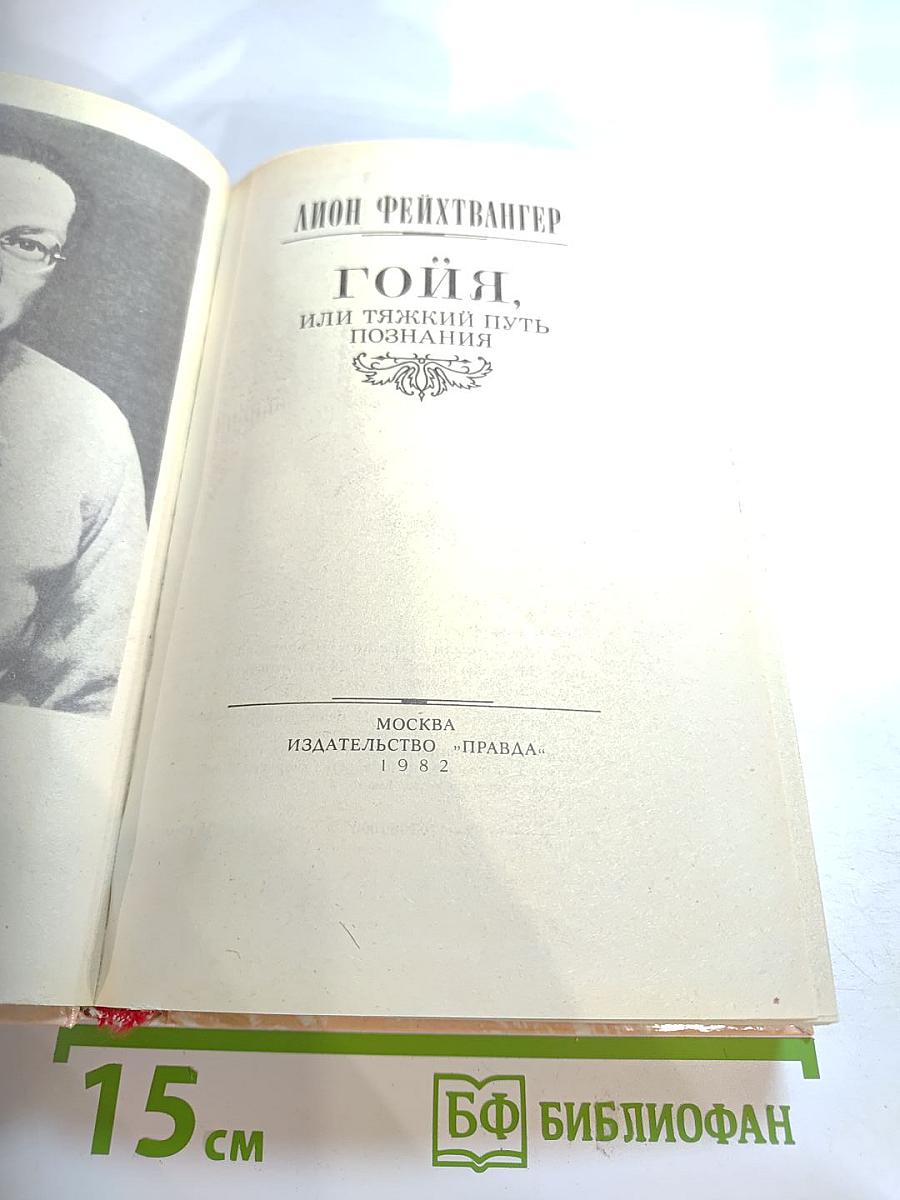 ЛИОН ФЕЙХТВАНГЕР
ГОЙЯ,
ИЛИ ТЯЖКИЙ ПУТЬ
ПОЗНАНИЯ
МОСКВА
ИЗДАТЕЛЬСТВО „ПРАВДА“
1982
15 см
БФ БИБЛИОФАН